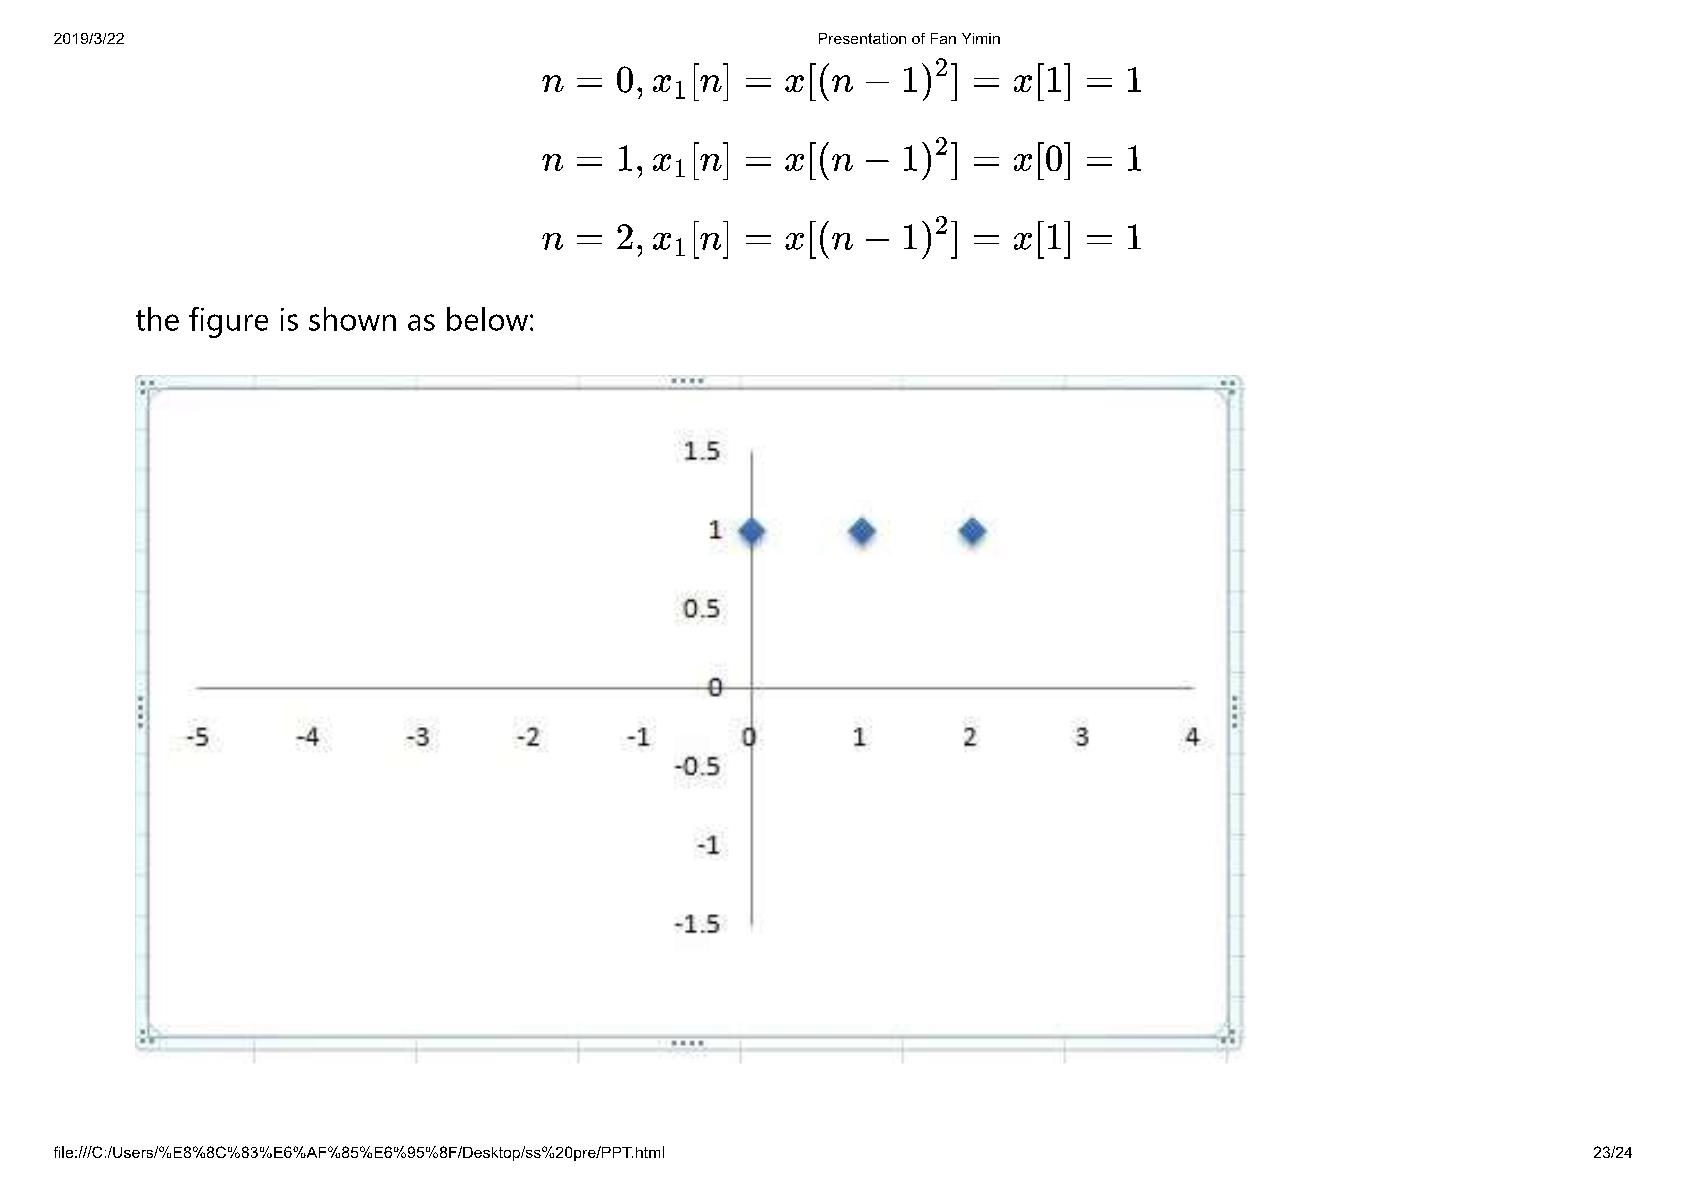 2019/3/22 Presentation of Fan Yimin
n = 0, x₁[n] = x[(n − 1)²] = x[1] = 1
n = 1, x₁[n] = x[(n − 1)²] = x[0] = 1
n = 2, x₁[n] = x[(n − 1)²] = x[1] = 1
the figure is shown as below:
1.5
1
0.5
0
-5 -4 -3 -2 -1 0 1 2 3 4
-0.5
-1
-1.5
file:///C:/Users/%E8%8C%83%E6%AF%85%E6%95%8F/Desktop/ss%20pre/PPT.html 23/24